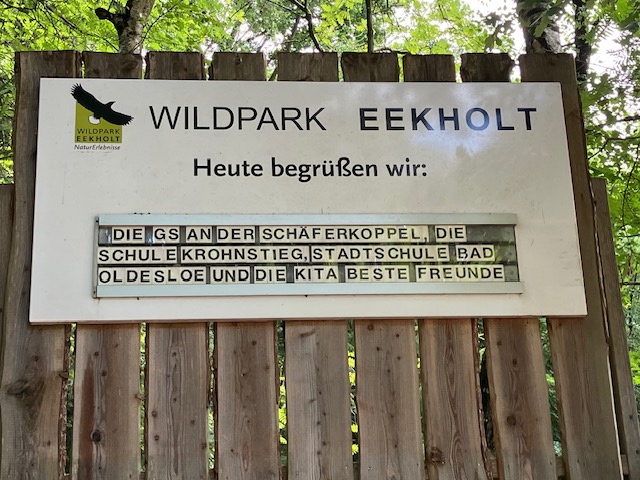 WILDPARK EEKHOLT
WILDPARK
EEKHOLT
NaturErlebnisse
Heute begrüßen wir:
DIE GS AN DER SCHÄFERKOPPEL, DIE
SCHULE KROHNSTIEG, STADTSCHULE BAD
OLDESLOE UND DIE KITA BESTE FREUNDE